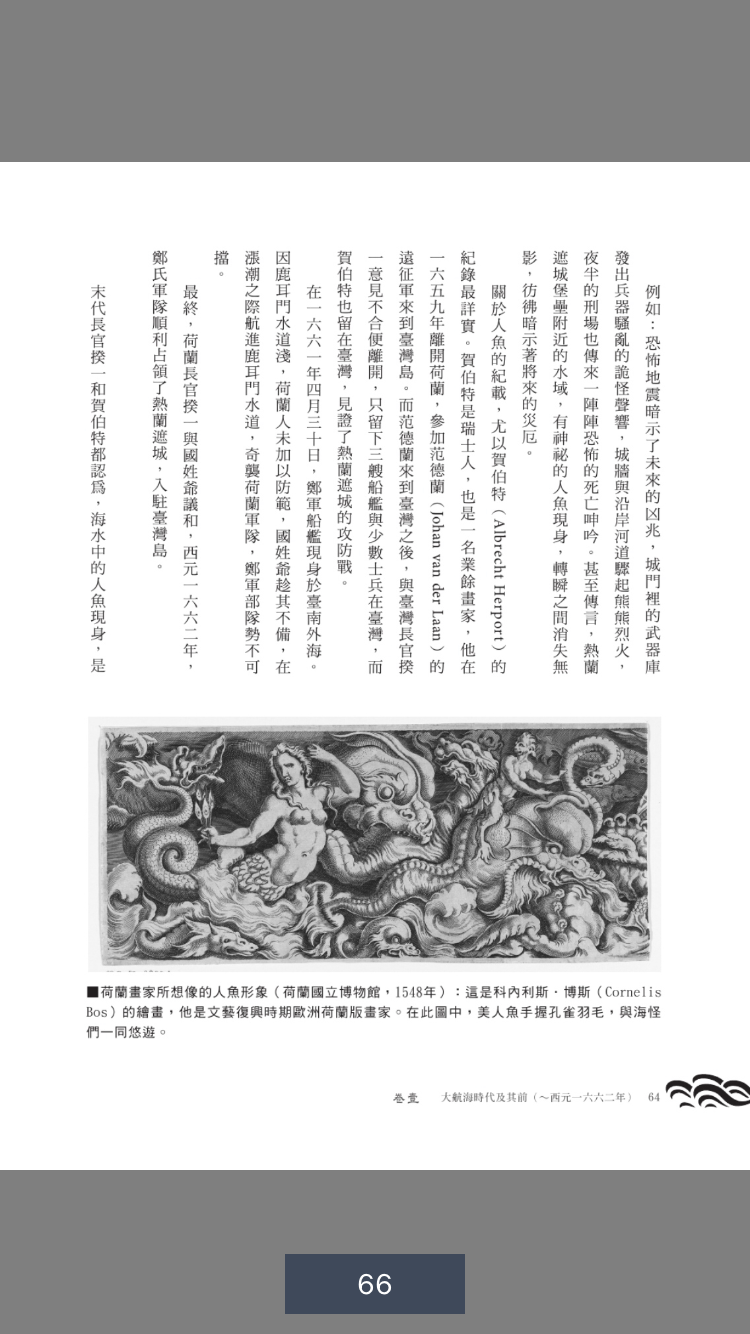 例如：恐怖地震暗示了未來的凶兆，城門裡的武器庫
發出兵器騷亂的詭怪聲響，城牆與沿岸河道驟起熊熊烈火，
夜半的刑場也傳來一陣陣恐怖的死亡呻吟。甚至傳言，熱蘭
遮城堡壘附近的水域，有神祕的人魚現身，轉瞬之間消失無
影，彷彿暗示著將來的災厄。
關於人魚的紀載，尤以賀伯特（Albrecht Herport）的
紀錄最詳實。賀伯特是瑞士人，也是一名業餘畫家，他在
一六五九年離開荷蘭，參加范德蘭（Johan van der Laan）的
遠征軍來到臺灣島。而范德蘭來到臺灣之後，與臺灣長官揆
一意見不合便離開，只留下三艘船艦與少數士兵在臺灣，而
賀伯特也留在臺灣，見證了熱蘭遮城的攻防戰。
在一六六一年四月三十日，鄭軍船艦現身於臺南外海。
因鹿耳門水道淺，荷蘭人未加以防範，國姓爺趁其不備，在
漲潮之際航進鹿耳門水道，奇襲荷蘭軍隊，鄭軍部隊勢不可
擋。
最終，荷蘭長官揆一與國姓爺議和，西元一六六二年，
鄭氏軍隊順利占領了熱蘭遮城，入駐臺灣島。
末代長官揆一和賀伯特都認為，海水中的人魚現身，是
■荷蘭畫家所想像的人魚形象（荷蘭國立博物館，1548年）：這是科內利斯．博斯（Cornelis
Bos）的繪畫，他是文藝復興時期歐洲荷蘭版畫家。在此圖中，美人魚手握孔雀羽毛，與海怪
們一同悠遊。
卷壹 大航海時代及其前（～西元一六六二年） 64
66